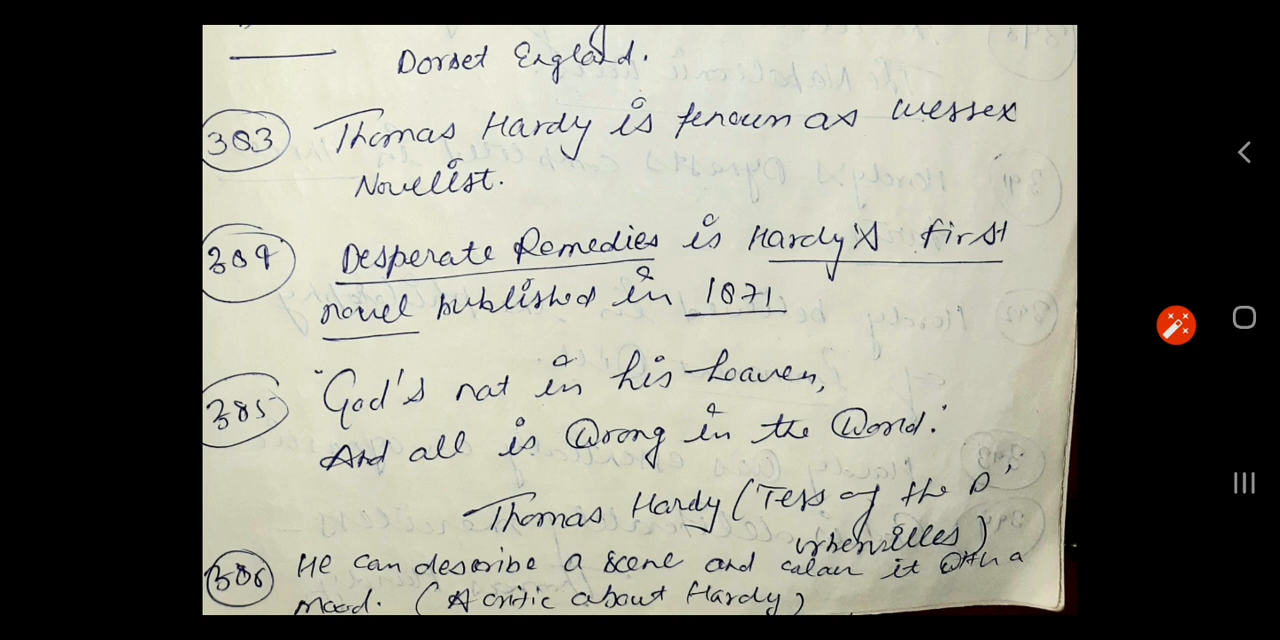 Dorset England.
383 Thomas Hardy is known as wessex
Novelist.
384 Desperate Remedies is Hardy's first
novel published in 1871
385 "God's not in his heaven,
And all is Wrong in the World."
Thomas Hardy (Tess of the D'
urbervilles)
386 He can describe a scene and colour it with a
mood. (A critic about Hardy)